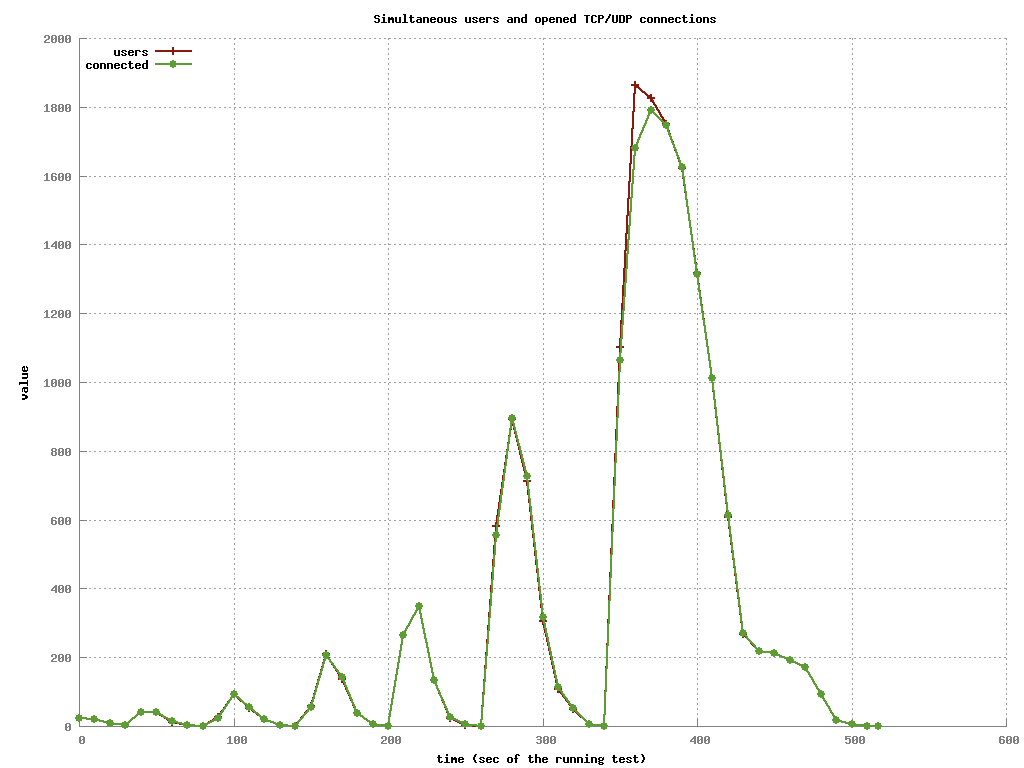 Simultaneous users and opened TCP/UDP connections
users
connected
2000
1800
1600
1400
1200
1000
800
600
400
200
0
value
0 100 200 300 400 500 600
time (sec of the running test)